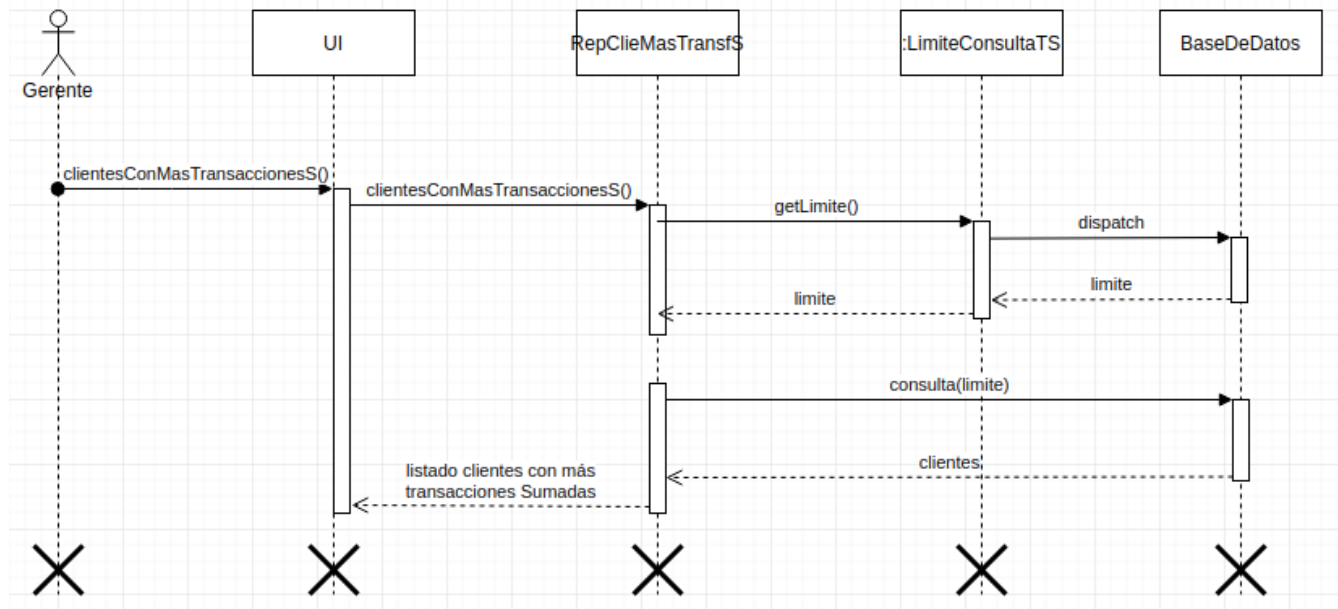 UI
RepClieMasTransfS
:LimiteConsultaTS
BaseDeDatos
Gerente
clientesConMasTransaccionesS()
clientesConMasTransaccionesS()
getLimite()
dispatch
limite
limite
consulta(limite)
clientes
listado clientes con más
transacciones Sumadas